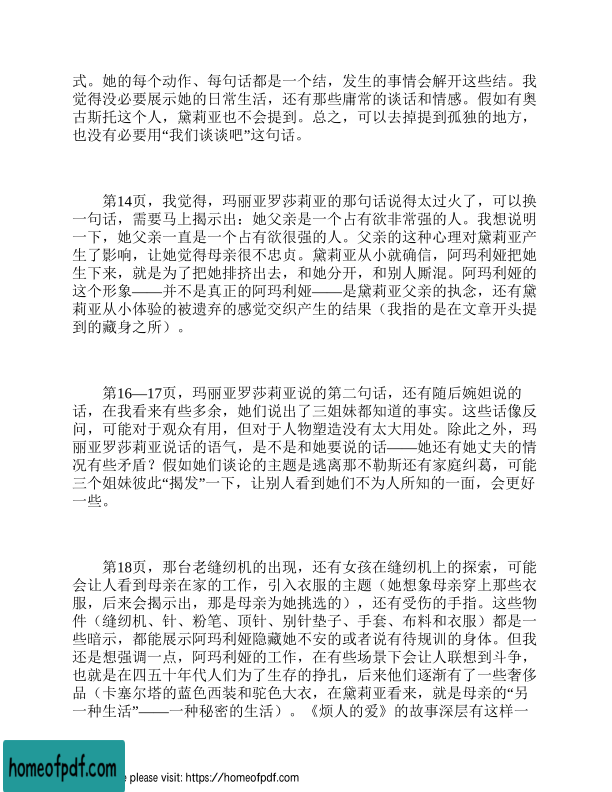 式。她的每个动作、每句话都是一个结，发生的事情会解开这些结。我
觉得没必要展示她的日常生活，还有那些庸常的谈话和情感。假如有奥
古斯托这个人，黛莉亚也不会提到。总之，可以去掉提到孤独的地方，
也没有必要用“我们谈谈吧”这句话。
第14页，我觉得，玛丽亚罗莎莉亚的那句话说得太过火了，可以换
一句话，需要马上揭示出：她父亲是一个占有欲非常强的人。我想说明
一下，她父亲一直是一个占有欲很强的人。父亲的这种心理对黛莉亚产
生了影响，让她觉得母亲很不忠贞。黛莉亚从小就确信，阿玛利娅把她
生下来，就是为了把她排挤出去，和她分开，和别人厮混。阿玛利娅的
这个形象——并不是真正的阿玛利娅——是黛莉亚父亲的执念，还有黛
莉亚从小体验的被遗弃的感觉交织产生的结果（我指的是在文章开头提
到的藏身之所）。
第16—17页，玛丽亚罗莎莉亚说的第二句话，还有随后婉妲说的
话，在我看来有些多余，她们说出了三姐妹都知道的事实。这些话像反
问，可能对于观众有用，但对于人物塑造没有太大用处。除此之外，玛
丽亚罗莎莉亚说话的语气，是不是和她要说的话——她还有她丈夫的情
况有些矛盾？假如她们谈论的主题是逃离那不勒斯还有家庭纠葛，可能
三个姐妹彼此“揭发”一下，让别人看到她们不为人所知的一面，会更好
一些。
第18页，那台老缝纫机的出现，还有女孩在缝纫机上的探索，可能
会让人看到母亲在家的工作，引入衣服的主题（她想象母亲穿上那些衣
服，后来会揭示出，那是母亲为她挑选的），还有受伤的手指。这些物
件（缝纫机、针、粉笔、顶针、别针垫子、手套、布料和衣服）都是一
些暗示，都能展示阿玛利娅隐藏她不安的或者说有待规训的身体。但我
还是想强调一点，阿玛利娅的工作，在有些场景下会让人联想到斗争，
也就是在四五十年代人们为了生存的挣扎，后来他们逐渐有了一些奢侈
品（卡塞尔塔的蓝色西装和驼色大衣，在黛莉亚看来，就是母亲的“另
一种生活”——一种秘密的生活）。《烦人的爱》的故事深层有这样一
homeofpdf.com
e please visit: https://homeofpdf.com